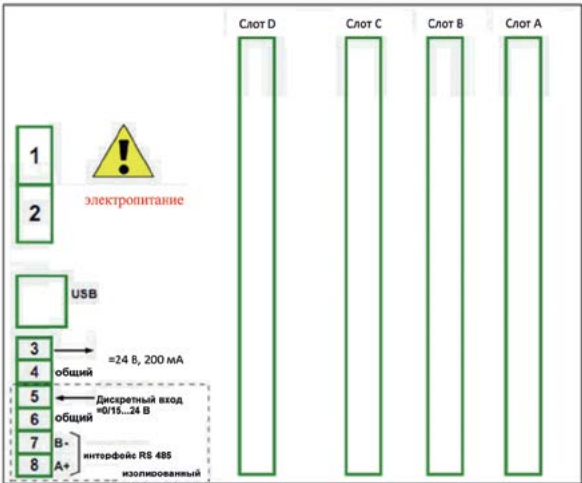 Слот D Слот C Слот B Слот A
1
электропитание
2
USB
3
=24 В, 200 мА
4 общий
5 Дискретный вход
=0/15...24 В
6 общий
7 B-
интерфейс RS 485
8 A+
изолированный